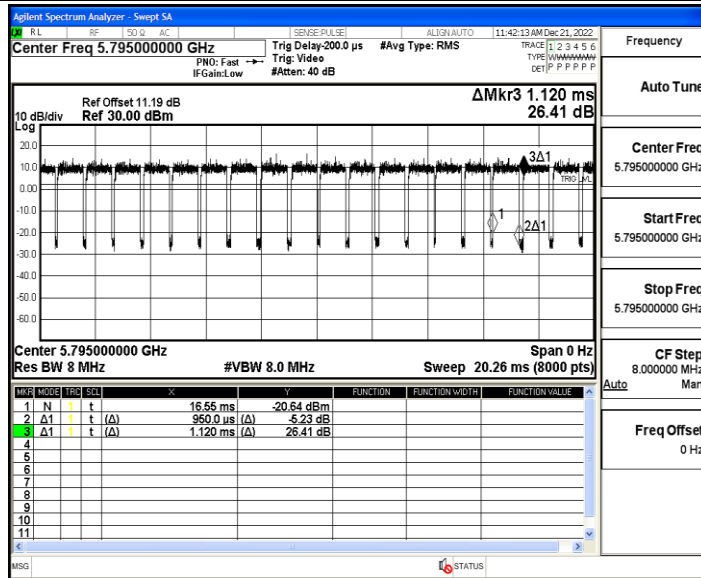 Agilent Spectrum Analyzer - Swept SA
RL RF 50 Ω AC SENSE:PULSE ALIGN AUTO 11:42:13 AM Dec 21, 2022
Center Freq 5.795000000 GHz
PNO: Fast
IFGain:Low
Trig Delay-200.0 µs
Trig: Video
#Atten: 40 dB
#Avg Type: RMS
TRACE 1 2 3 4 5 6
TYPE WWWWWW
DET P P P P P P
ΔMkr3 1.120 ms
26.41 dB
Ref Offset 11.19 dB
10 dB/div Ref 30.00 dBm
Log
20.0
10.0
0.00
-10.0
-20.0
-30.0
-40.0
-50.0
-60.0
3Δ1
TRIG LVL
1
2Δ1
Center 5.795000000 GHz Span 0 Hz
Res BW 8 MHz #VBW 8.0 MHz Sweep 20.26 ms (8000 pts)
MKR MODE TRC SCL X Y FUNCTION FUNCTION WIDTH FUNCTION VALUE
1 N 1 t 16.55 ms -20.64 dBm
2 Δ1 1 t (Δ) 950.0 µs (Δ) -5.23 dB
3 Δ1 1 t (Δ) 1.120 ms (Δ) 26.41 dB
4
5
6
7
8
9
10
11
MSG STATUS
Frequency
Auto Tune
Center Freq
5.795000000 GHz
Start Freq
5.795000000 GHz
Stop Freq
5.795000000 GHz
CF Step
8.000000 MHz
Auto Man
Freq Offset
0 Hz